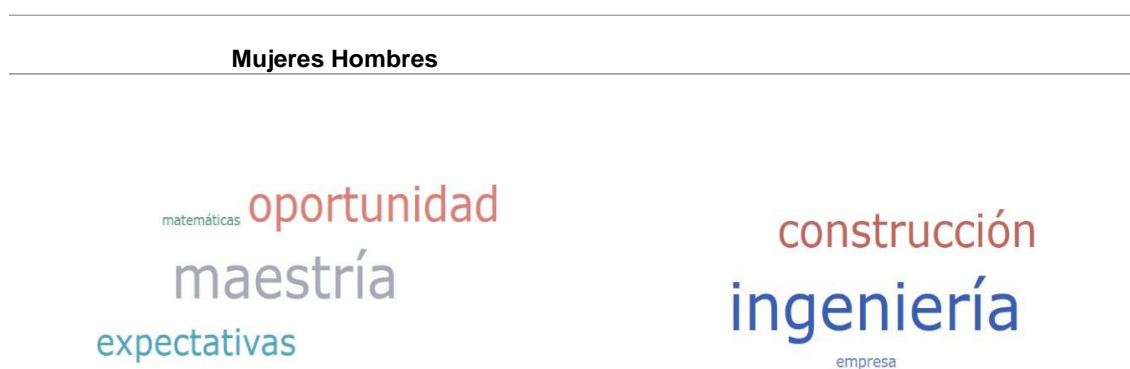 Mujeres Hombres
matemáticas oportunidad
maestría
expectativas
construcción
ingeniería
empresa